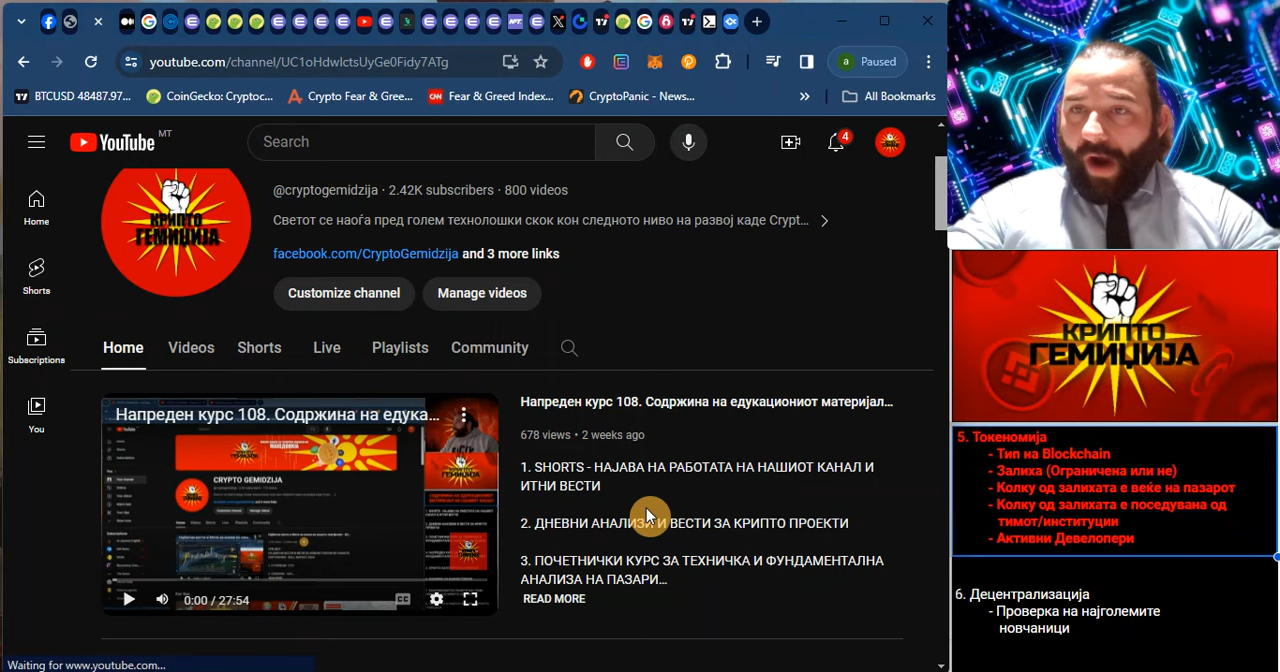 youtube.com/channel/UC1oHdwIctsUyGe0Fidy7ATg
a Paused
BTCUSD 48487.97...
CoinGecko: Cryptoc...
Crypto Fear & Gree...
CNN Fear & Greed Index...
CryptoPanic - News...
» All Bookmarks
YouTube MT
Search
4
@cryptogemidzija · 2.42K subscribers · 800 videos
Светот се наоѓа пред голем технолошки скок кон следното ниво на развој каде Crypt...
facebook.com/CryptoGemidzija and 3 more links
Customize channel
Manage videos
Home
Shorts
Subscriptions
You
КРИПТО
ГЕМИЏИЈА
Home Videos Shorts Live Playlists Community
Напреден курс 108. Содржина на едука...
CRYPTO GEMIDZIJA
0:00 / 27:54
Напреден курс 108. Содржина на едукациониот материјал...
678 views • 2 weeks ago
1. SHORTS - НАЈАВА НА РАБОТАТА НА НАШИОТ КАНАЛ И
ИТНИ ВЕСТИ
2. ДНЕВНИ АНАЛИЗИ И ВЕСТИ ЗА КРИПТО ПРОЕКТИ
3. ПОЧЕТНИЧКИ КУРС ЗА ТЕХНИЧКА И ФУНДАМЕНТАЛНА
АНАЛИЗА НА ПАЗАРИ...
READ MORE
Waiting for www.youtube.com...
КРИПТО
ГЕМИЏИЈА
5. Токеномија
- Тип на Blockchain
- Залиха (Ограничена или не)
- Колку од залихата е веќе на пазарот
- Колку од залихата е поседувана од
тимот/институции
- Активни Девелопери
6. Децентрализација
- Проверка на најголемите
новчаници